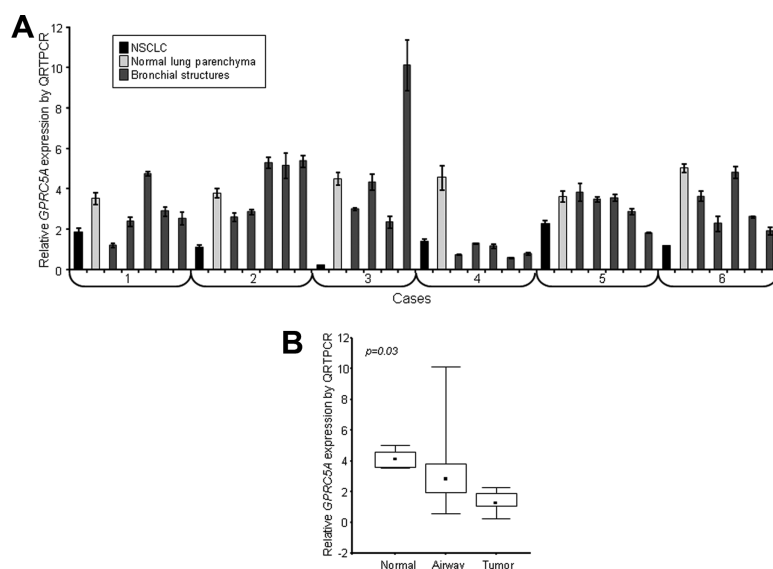 A
Relative GPRC5A expression by QRTPCR
12
10
8
6
4
2
0
NSCLC
Normal lung parenchyma
Bronchial structures
1 2 3 4 5 6
Cases
B
Relative GPRC5A expression by QRTPCR
12
10
8
6
4
2
0
-2
p=0.03
Normal Airway Tumor